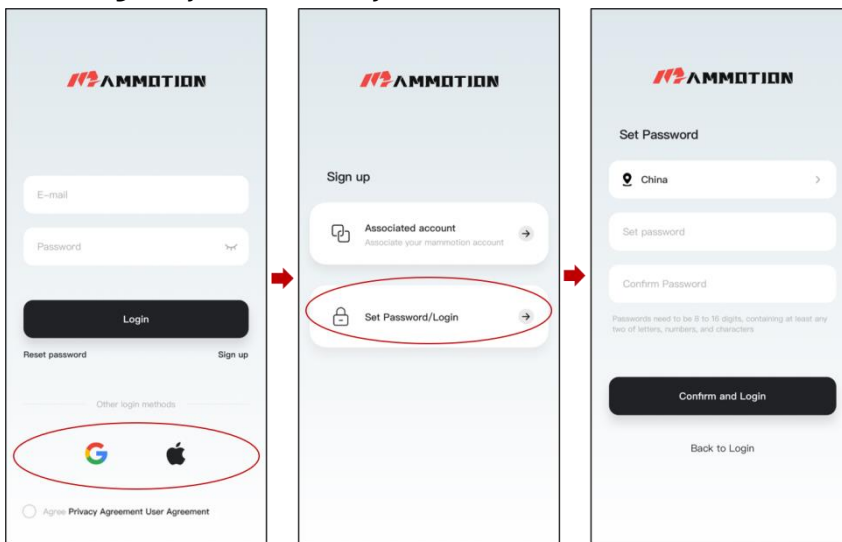 MAMMOTION
E-mail
Password
Login
Reset password Sign up
Other login methods
G
Agree Privacy Agreement User Agreement
MAMMOTION
Sign up
Associated account
Associate your mammotion account
Set Password/Login
MAMMOTION
Set Password
China
Set password
Confirm Password
Passwords need to be 8 to 16 digits, containing at least any
two of letters, numbers, and characters
Confirm and Login
Back to Login